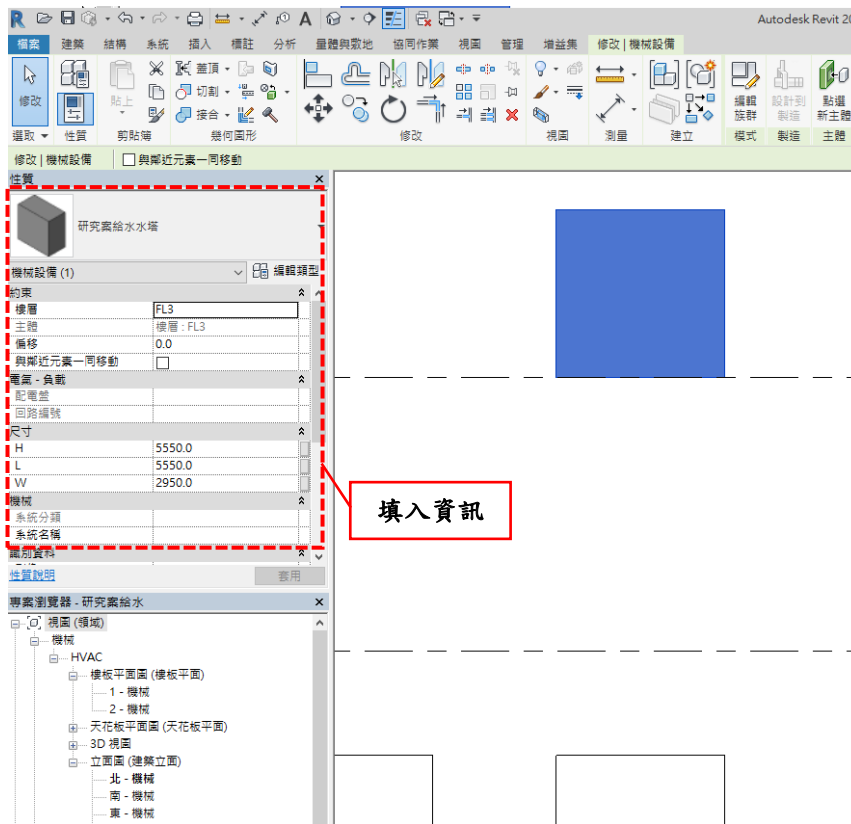 Autodesk Revit 20
檔案 建築 結構 系統 插入 標註 分析 量體與敷地 協同作業 視圖 管理 增益集 修改 | 機械設備
蓋頂
切割
接合
修改 貼上 編輯族群 設計到製造 點選新主體
選取 性質 剪貼簿 幾何圖形 修改 視圖 測量 建立 模式 製造 主體
修改 | 機械設備 與鄰近元素一同移動
性質
研究案給水水塔
機械設備 (1) 編輯類型
約束
樓層 FL3
主體 樓層 : FL3
偏移 0.0
與鄰近元素一同移動
電氣 - 負載
配電盤
回路編號
尺寸
H 5550.0
L 5550.0
W 2950.0
機械
系統分類
系統名稱
識別資料
性質說明 套用
填入資訊
專案瀏覽器 - 研究案給水
視圖 (領域)
機械
HVAC
樓板平面圖 (樓板平面)
1 - 機械
2 - 機械
天花板平面圖 (天花板平面)
3D 視圖
立面圖 (建築立面)
北 - 機械
南 - 機械
東 - 機械